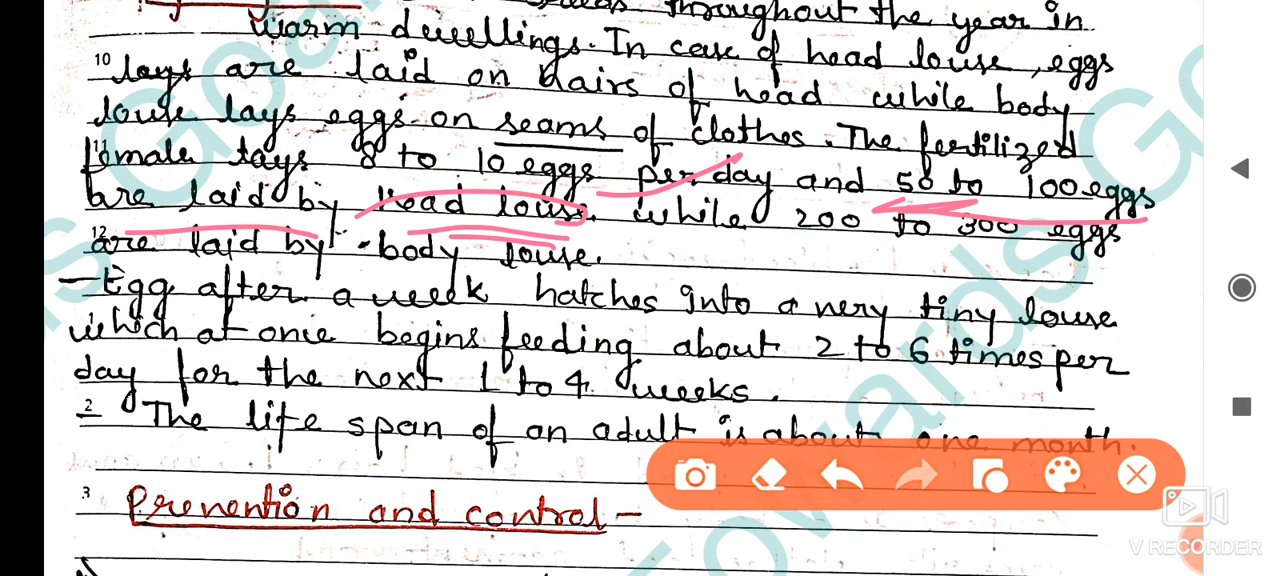 throughout the year in
warm dwellings. In case of head louse, eggs
10 lays are laid on hairs of head while body
louse lays eggs on seams of clothes. The fertilized
11 female lays 8 to 10 eggs per day and 50 to 100 eggs
are laid by head louse. while 200 to 300 eggs
12 are laid by body louse.
- Egg after a week hatches into a very tiny louse
which at once begins feeding about 2 to 6 times per
day for the next 1 to 4 weeks.
2 - The life span of an adult is about one month.
3 Prevention and control -
V RECORDER